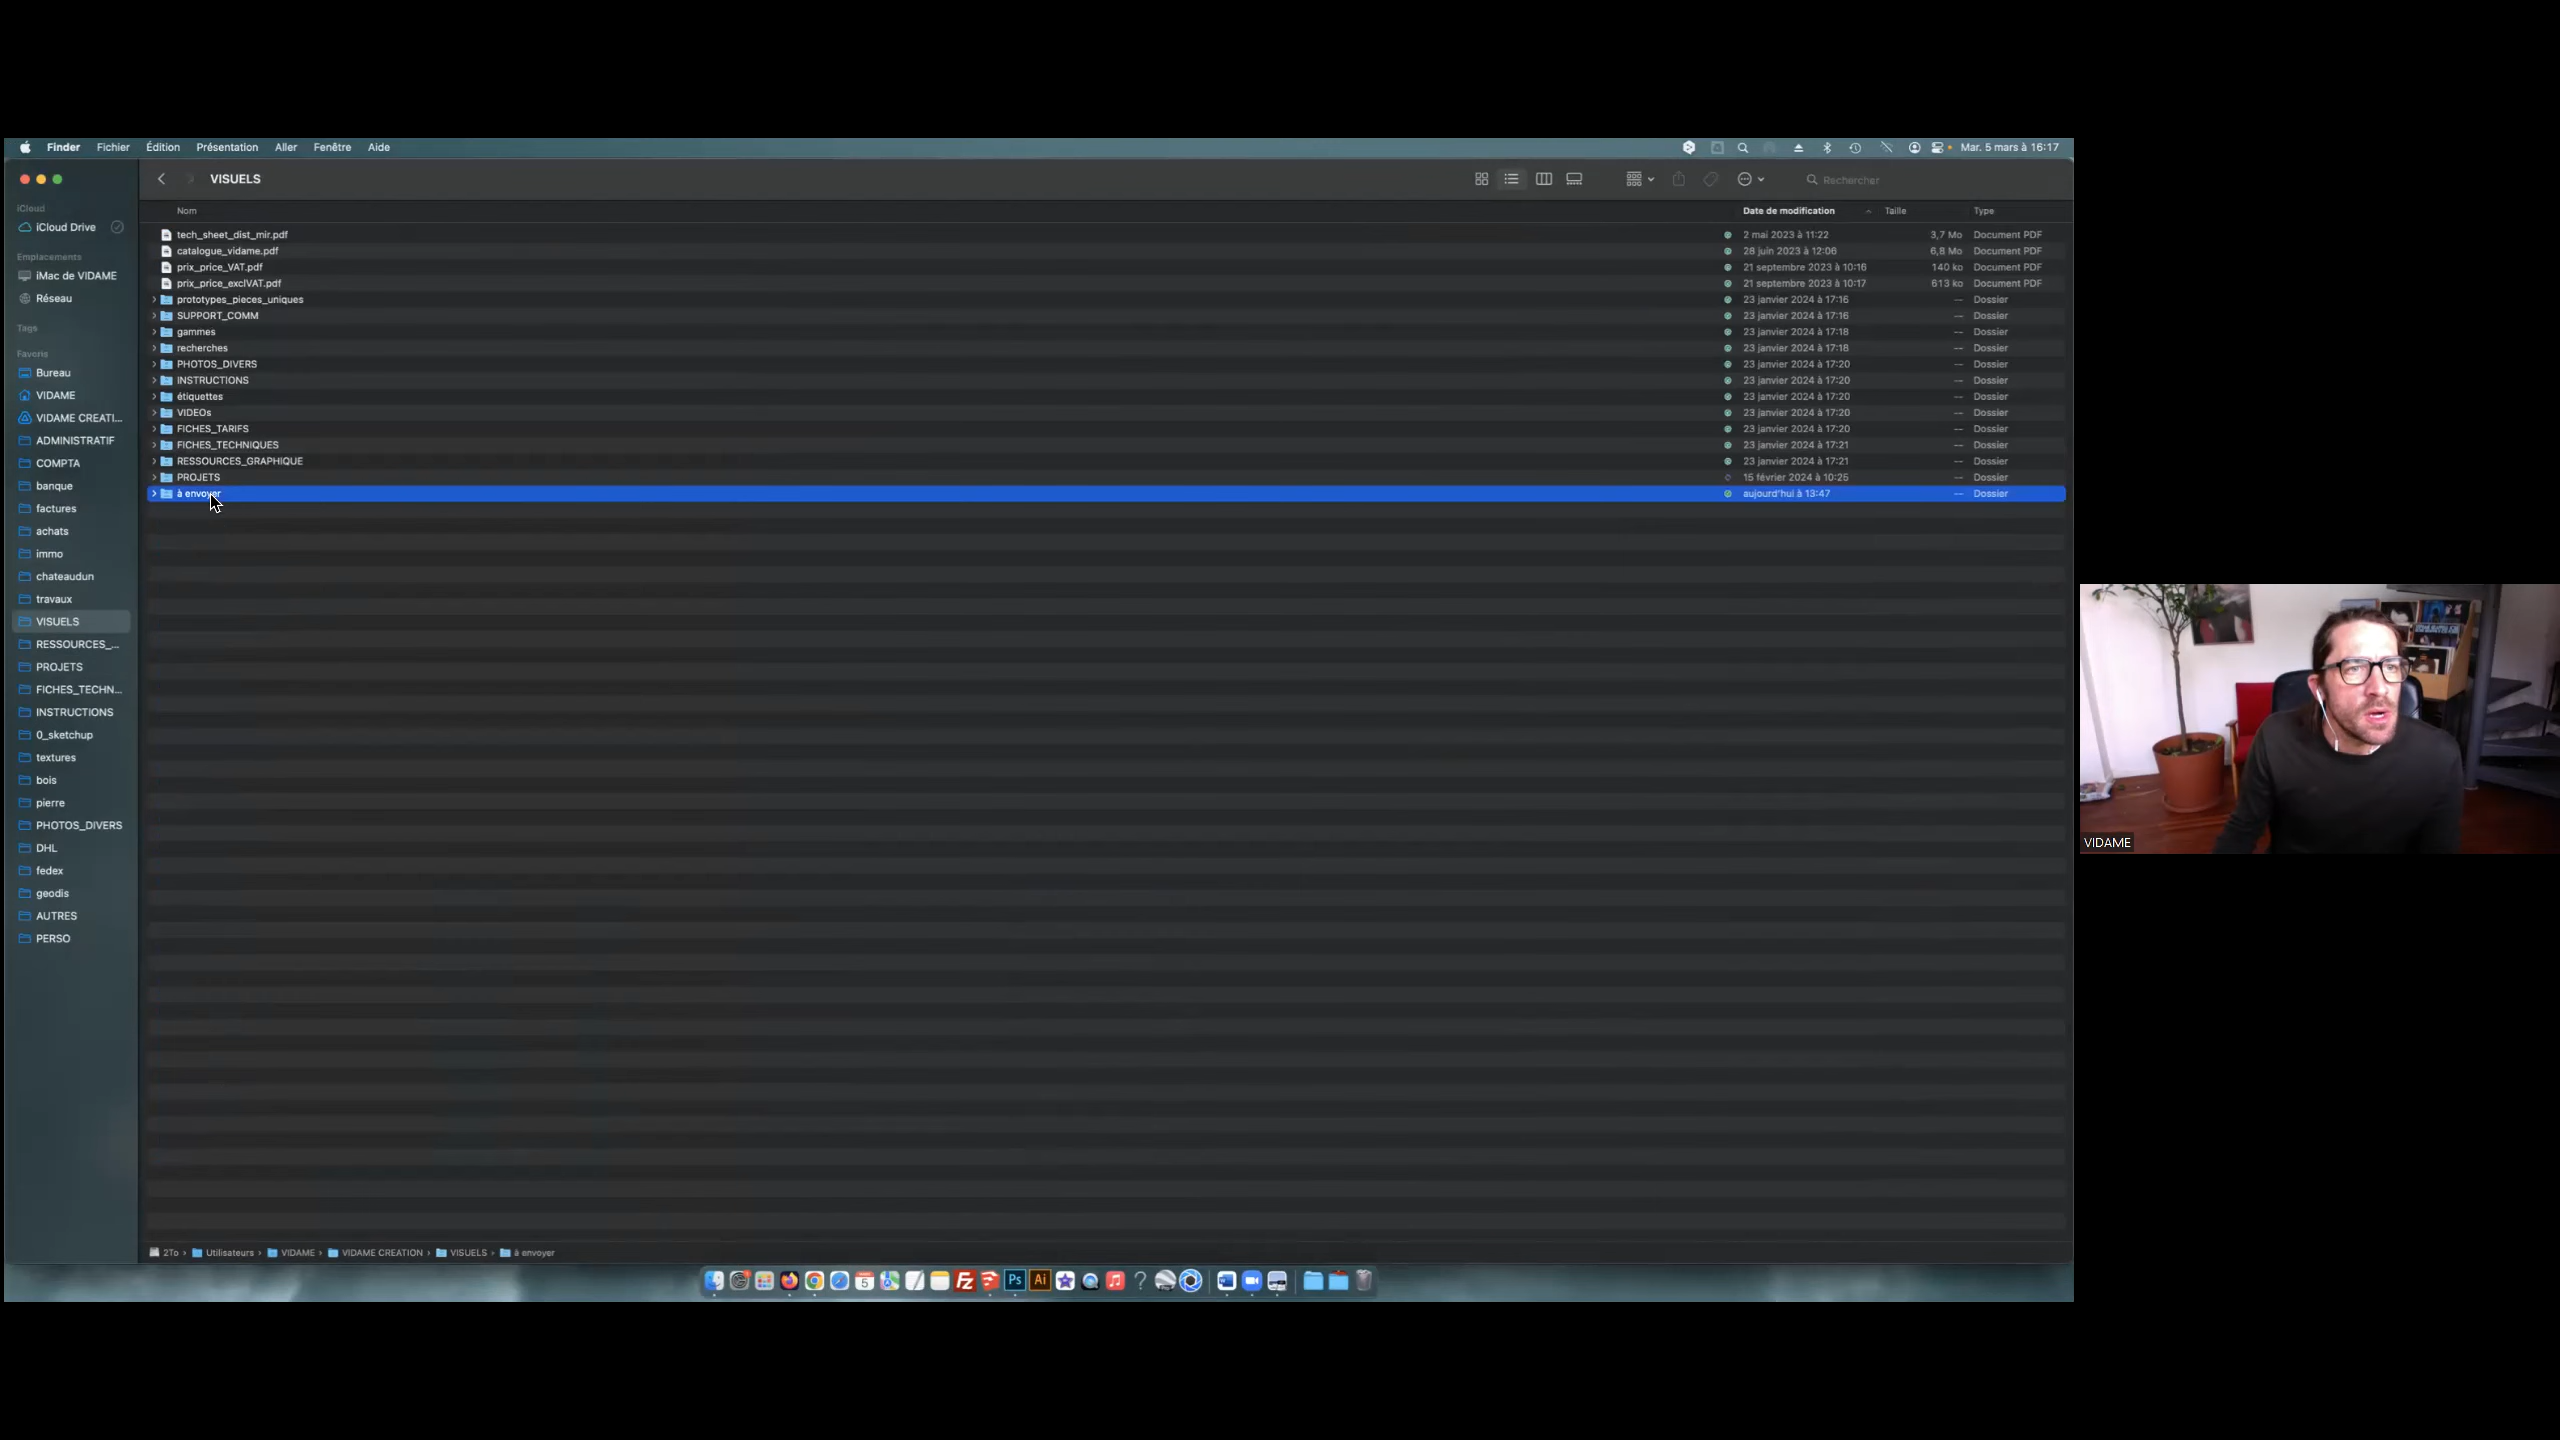 Finder Fichier Édition Présentation Aller Fenêtre Aide Mar. 5 mars à 16:17
VISUELS Rechercher
iCloud
iCloud Drive
Emplacements
iMac de VIDAME
Réseau
Tags
Favoris
Bureau
VIDAME
VIDAME CREATI...
ADMINISTRATIF
COMPTA
banque
factures
achats
immo
chateaudun
travaux
VISUELS
RESSOURCES_...
PROJETS
FICHES_TECHN...
INSTRUCTIONS
0_sketchup
textures
bois
pierre
PHOTOS_DIVERS
DHL
fedex
geodis
AUTRES
PERSO
Nom Date de modification Taille Type
tech_sheet_dist_mir.pdf 2 mai 2023 à 11:22 3,7 Mo Document PDF
catalogue_vidame.pdf 28 juin 2023 à 12:06 6,8 Mo Document PDF
prix_price_VAT.pdf 21 septembre 2023 à 10:16 140 ko Document PDF
prix_price_exclVAT.pdf 21 septembre 2023 à 10:17 613 ko Document PDF
prototypes_pieces_uniques 23 janvier 2024 à 17:16 -- Dossier
SUPPORT_COMM 23 janvier 2024 à 17:16 -- Dossier
gammes 23 janvier 2024 à 17:18 -- Dossier
recherches 23 janvier 2024 à 17:18 -- Dossier
PHOTOS_DIVERS 23 janvier 2024 à 17:20 -- Dossier
INSTRUCTIONS 23 janvier 2024 à 17:20 -- Dossier
étiquettes 23 janvier 2024 à 17:20 -- Dossier
VIDEOs 23 janvier 2024 à 17:20 -- Dossier
FICHES_TARIFS 23 janvier 2024 à 17:20 -- Dossier
FICHES_TECHNIQUES 23 janvier 2024 à 17:21 -- Dossier
RESSOURCES_GRAPHIQUE 23 janvier 2024 à 17:21 -- Dossier
PROJETS 15 février 2024 à 10:25 -- Dossier
à envoyer aujourd'hui à 13:47 -- Dossier
2To › Utilisateurs › VIDAME › VIDAME CREATION › VISUELS › à envoyer
5 Fz Ps Ai ?
VIDAME